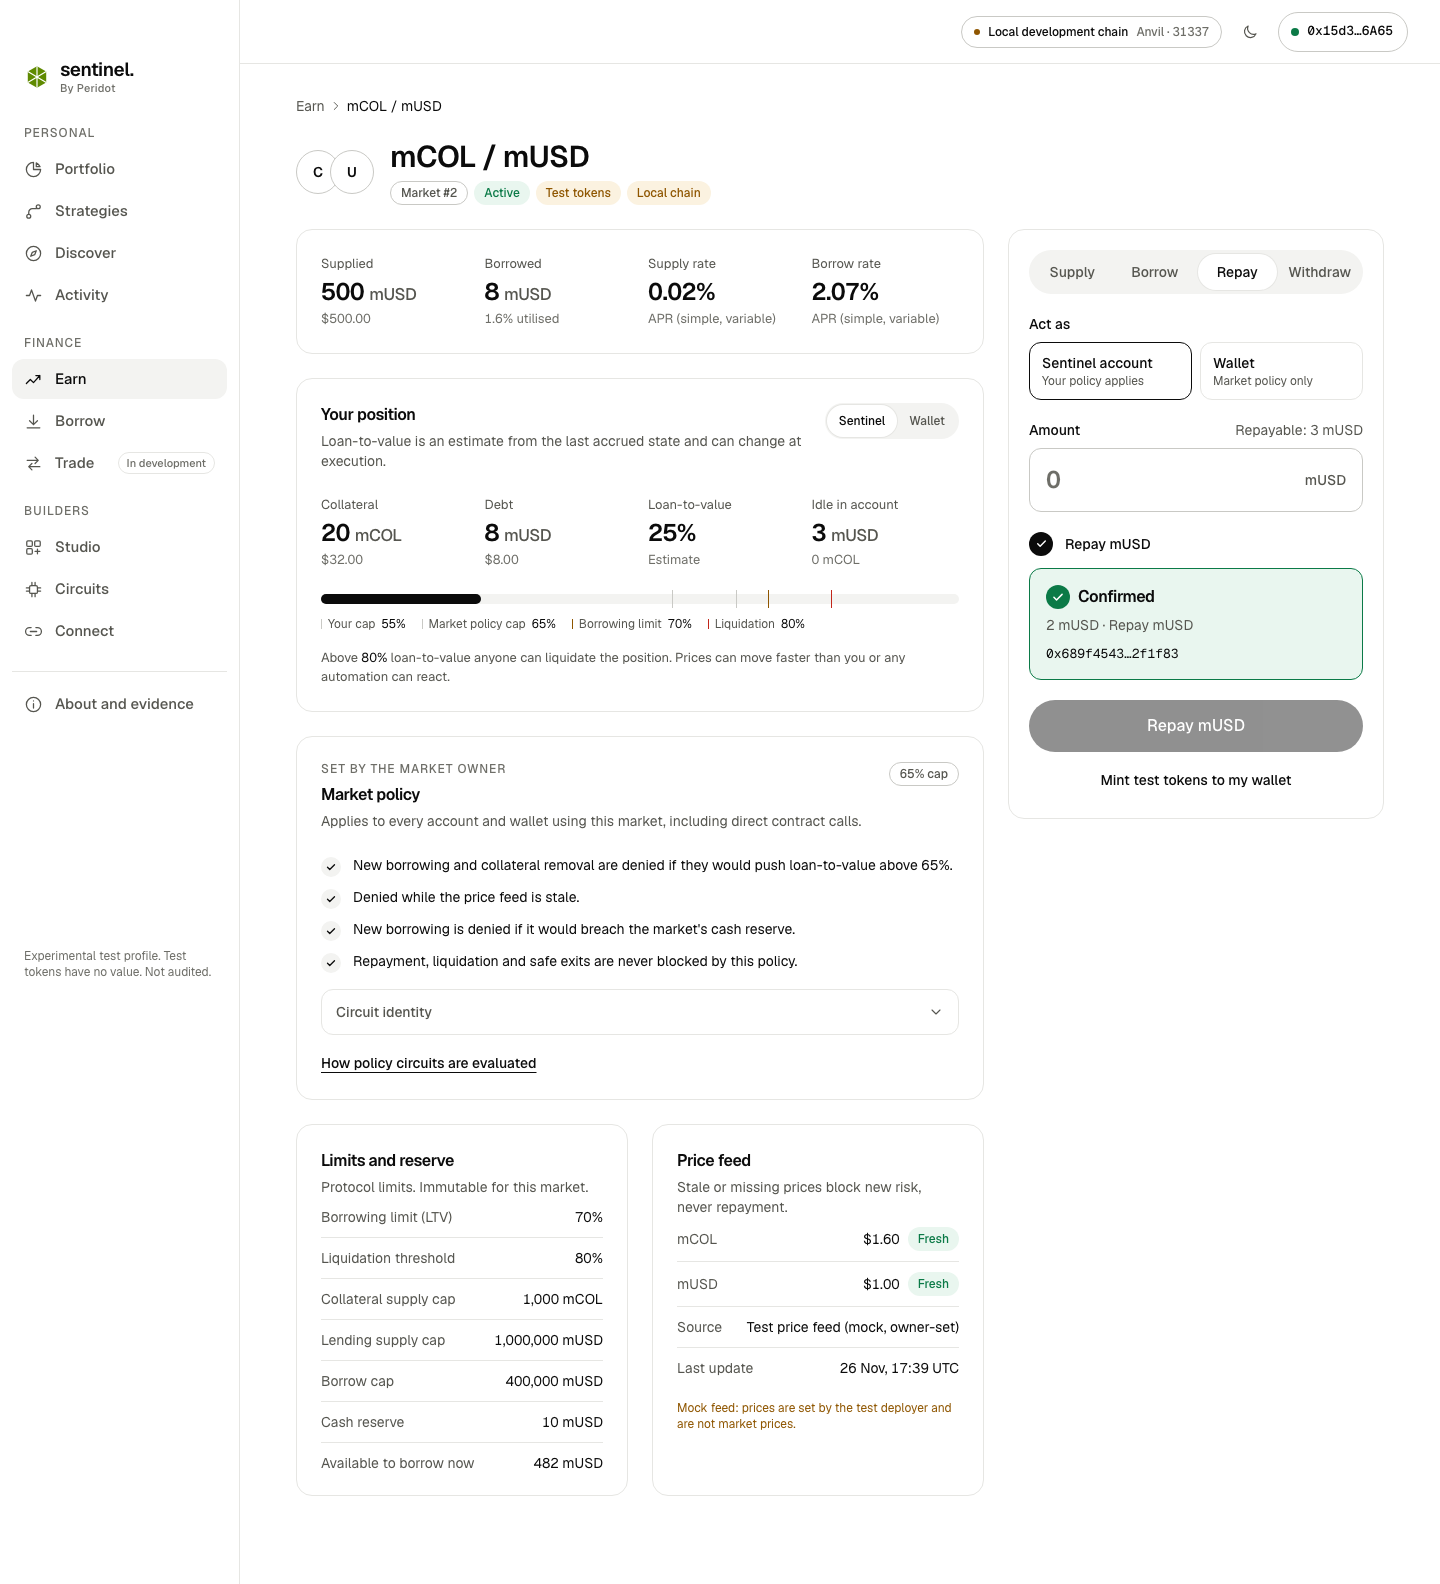 Local development chain Anvil · 31337
0x15d3…6A65
sentinel.
By Peridot
PERSONAL
Portfolio
Strategies
Discover
Activity
FINANCE
Earn
Borrow
Trade In development
BUILDERS
Studio
Circuits
Connect
About and evidence
Experimental test profile. Test
tokens have no value. Not audited.
Earn > mCOL / mUSD
C U
mCOL / mUSD
Market #2 Active Test tokens Local chain
Supplied Borrowed Supply rate Borrow rate
500 mUSD 8 mUSD 0.02% 2.07%
$500.00 1.6% utilised APR (simple, variable) APR (simple, variable)
Your position
Sentinel Wallet
Loan-to-value is an estimate from the last accrued state and can change at
execution.
Collateral Debt Loan-to-value Idle in account
20 mCOL 8 mUSD 25% 3 mUSD
$32.00 $8.00 Estimate 0 mCOL
Your cap 55% Market policy cap 65% Borrowing limit 70% Liquidation 80%
Above 80% loan-to-value anyone can liquidate the position. Prices can move faster than you or any
automation can react.
SET BY THE MARKET OWNER
65% cap
Market policy
Applies to every account and wallet using this market, including direct contract calls.
New borrowing and collateral removal are denied if they would push loan-to-value above 65%.
Denied while the price feed is stale.
New borrowing is denied if it would breach the market's cash reserve.
Repayment, liquidation and safe exits are never blocked by this policy.
Circuit identity
How policy circuits are evaluated
Limits and reserve
Protocol limits. Immutable for this market.
Borrowing limit (LTV) 70%
Liquidation threshold 80%
Collateral supply cap 1,000 mCOL
Lending supply cap 1,000,000 mUSD
Borrow cap 400,000 mUSD
Cash reserve 10 mUSD
Available to borrow now 482 mUSD
Price feed
Stale or missing prices block new risk,
never repayment.
mCOL $1.60 Fresh
mUSD $1.00 Fresh
Source Test price feed (mock, owner-set)
Last update 26 Nov, 17:39 UTC
Mock feed: prices are set by the test deployer and
are not market prices.
Supply Borrow Repay Withdraw
Act as
Sentinel account Wallet
Your policy applies Market policy only
Amount Repayable: 3 mUSD
0 mUSD
Repay mUSD
Confirmed
2 mUSD · Repay mUSD
0x689f4543…2f1f83
Repay mUSD
Mint test tokens to my wallet